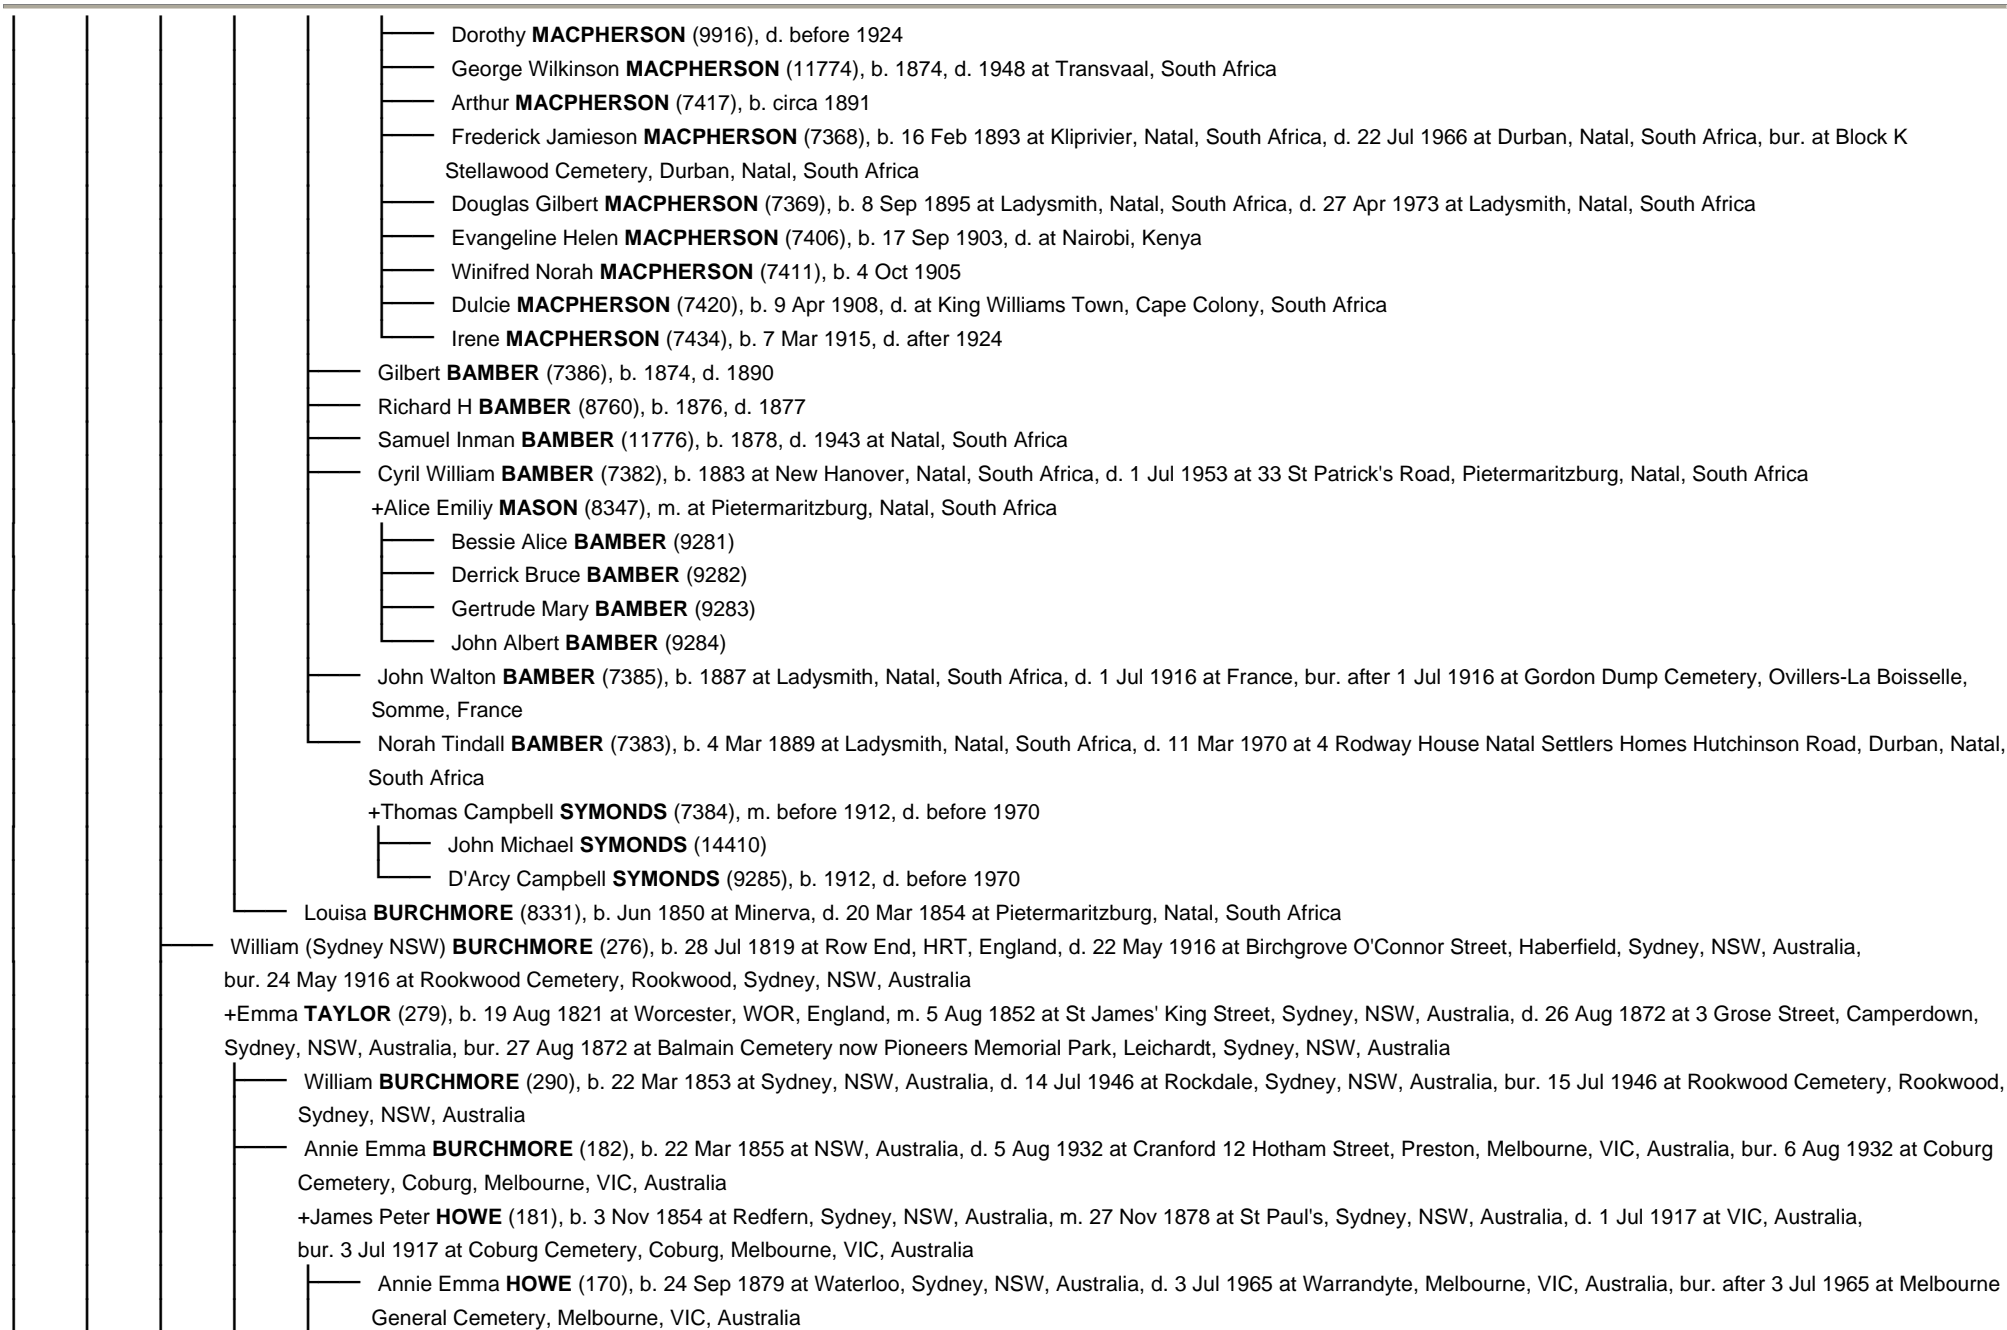 Dorothy MACPHERSON (9916), d. before 1924
George Wilkinson MACPHERSON (11774), b. 1874, d. 1948 at Transvaal, South Africa
Arthur MACPHERSON (7417), b. circa 1891
Frederick Jamieson MACPHERSON (7368), b. 16 Feb 1893 at Kliprivier, Natal, South Africa, d. 22 Jul 1966 at Durban, Natal, South Africa, bur. at Block K
Stellawood Cemetery, Durban, Natal, South Africa
Douglas Gilbert MACPHERSON (7369), b. 8 Sep 1895 at Ladysmith, Natal, South Africa, d. 27 Apr 1973 at Ladysmith, Natal, South Africa
Evangeline Helen MACPHERSON (7406), b. 17 Sep 1903, d. at Nairobi, Kenya
Winifred Norah MACPHERSON (7411), b. 4 Oct 1905
Dulcie MACPHERSON (7420), b. 9 Apr 1908, d. at King Williams Town, Cape Colony, South Africa
Irene MACPHERSON (7434), b. 7 Mar 1915, d. after 1924
Gilbert BAMBER (7386), b. 1874, d. 1890
Richard H BAMBER (8760), b. 1876, d. 1877
Samuel Inman BAMBER (11776), b. 1878, d. 1943 at Natal, South Africa
Cyril William BAMBER (7382), b. 1883 at New Hanover, Natal, South Africa, d. 1 Jul 1953 at 33 St Patrick's Road, Pietermaritzburg, Natal, South Africa
+Alice Emiliy MASON (8347), m. at Pietermaritzburg, Natal, South Africa
Bessie Alice BAMBER (9281)
Derrick Bruce BAMBER (9282)
Gertrude Mary BAMBER (9283)
John Albert BAMBER (9284)
John Walton BAMBER (7385), b. 1887 at Ladysmith, Natal, South Africa, d. 1 Jul 1916 at France, bur. after 1 Jul 1916 at Gordon Dump Cemetery, Ovillers-La Boisselle,
Somme, France
Norah Tindall BAMBER (7383), b. 4 Mar 1889 at Ladysmith, Natal, South Africa, d. 11 Mar 1970 at 4 Rodway House Natal Settlers Homes Hutchinson Road, Durban, Natal,
South Africa
+Thomas Campbell SYMONDS (7384), m. before 1912, d. before 1970
John Michael SYMONDS (14410)
D'Arcy Campbell SYMONDS (9285), b. 1912, d. before 1970
Louisa BURCHMORE (8331), b. Jun 1850 at Minerva, d. 20 Mar 1854 at Pietermaritzburg, Natal, South Africa
William (Sydney NSW) BURCHMORE (276), b. 28 Jul 1819 at Row End, HRT, England, d. 22 May 1916 at Birchgrove O'Connor Street, Haberfield, Sydney, NSW, Australia,
bur. 24 May 1916 at Rookwood Cemetery, Rookwood, Sydney, NSW, Australia
+Emma TAYLOR (279), b. 19 Aug 1821 at Worcester, WOR, England, m. 5 Aug 1852 at St James' King Street, Sydney, NSW, Australia, d. 26 Aug 1872 at 3 Grose Street, Camperdown,
Sydney, NSW, Australia, bur. 27 Aug 1872 at Balmain Cemetery now Pioneers Memorial Park, Leichardt, Sydney, NSW, Australia
William BURCHMORE (290), b. 22 Mar 1853 at Sydney, NSW, Australia, d. 14 Jul 1946 at Rockdale, Sydney, NSW, Australia, bur. 15 Jul 1946 at Rookwood Cemetery, Rookwood,
Sydney, NSW, Australia
Annie Emma BURCHMORE (182), b. 22 Mar 1855 at NSW, Australia, d. 5 Aug 1932 at Cranford 12 Hotham Street, Preston, Melbourne, VIC, Australia, bur. 6 Aug 1932 at Coburg
Cemetery, Coburg, Melbourne, VIC, Australia
+James Peter HOWE (181), b. 3 Nov 1854 at Redfern, Sydney, NSW, Australia, m. 27 Nov 1878 at St Paul's, Sydney, NSW, Australia, d. 1 Jul 1917 at VIC, Australia,
bur. 3 Jul 1917 at Coburg Cemetery, Coburg, Melbourne, VIC, Australia
Annie Emma HOWE (170), b. 24 Sep 1879 at Waterloo, Sydney, NSW, Australia, d. 3 Jul 1965 at Warrandyte, Melbourne, VIC, Australia, bur. after 3 Jul 1965 at Melbourne
General Cemetery, Melbourne, VIC, Australia